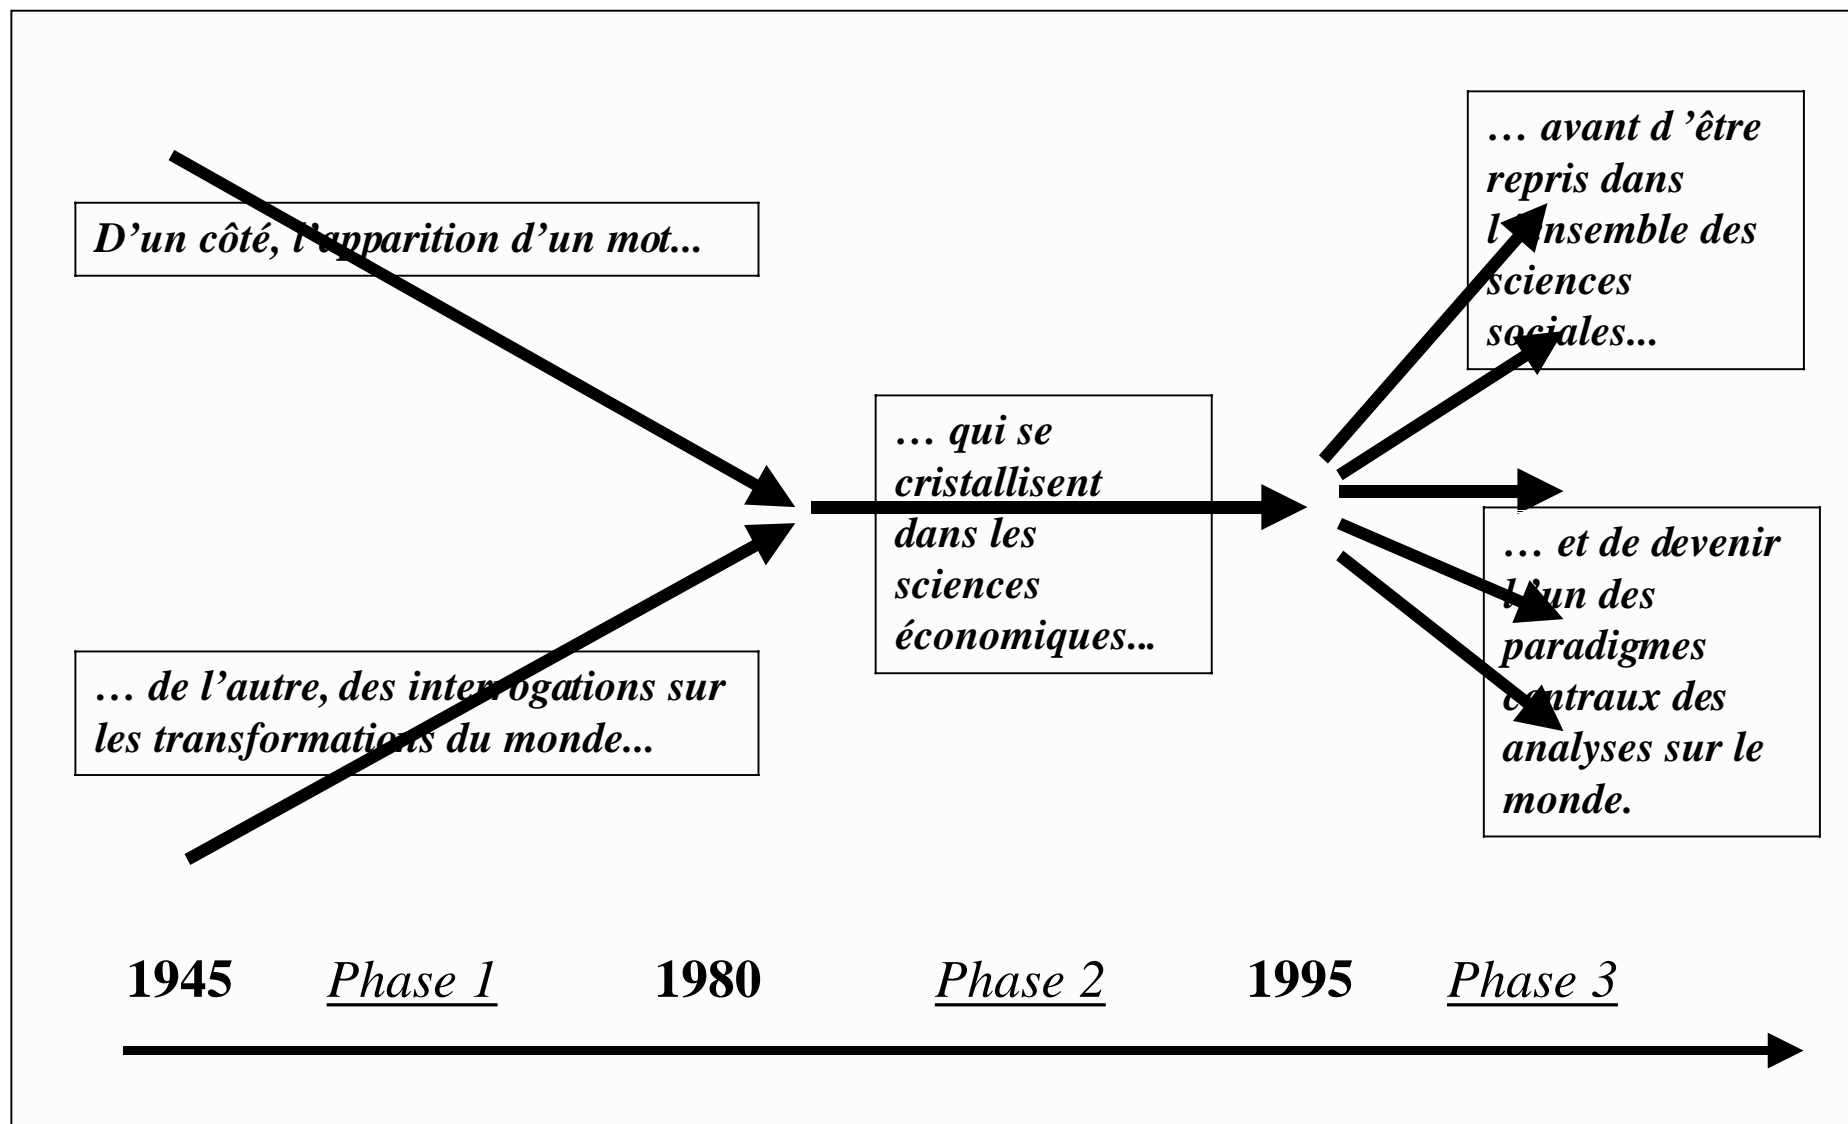 D’un côté, l’apparition d’un mot...
… de l’autre, des interrogations sur
les transformations du monde...
… qui se
cristallisent
dans les
sciences
économiques...
… avant d ’être
repris dans
l’ensemble des
sciences
sociales...
… et de devenir
l’un des
paradigmes
centraux des
analyses sur le
monde.
1945 Phase 1 1980 Phase 2 1995 Phase 3